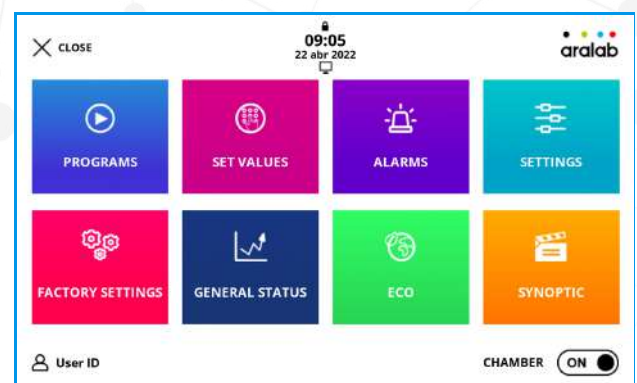 CLOSE
09:05
22 abr 2022
aralab
PROGRAMS
SET VALUES
ALARMS
SETTINGS
FACTORY SETTINGS
GENERAL STATUS
ECO
SYNOPTIC
User ID
CHAMBER ON